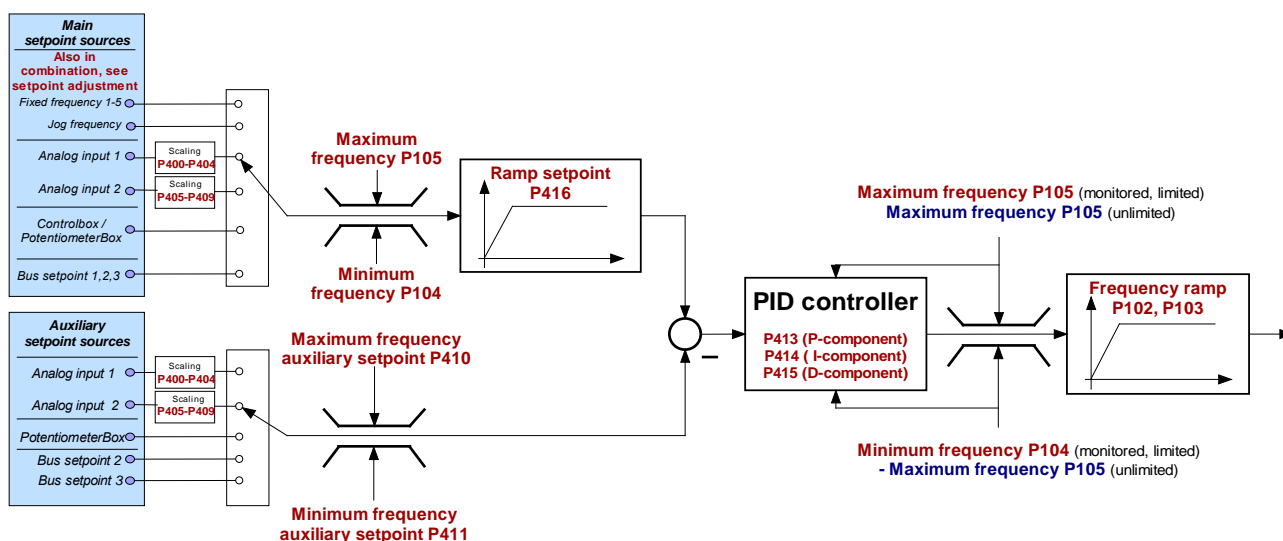 Main
setpoint sources
Also in
combination, see
setpoint adjustment
Fixed frequency 1-5
Jog frequency
Analog input 1
Scaling
P400-P404
Analog input 2
Scaling
P405-P409
Controlbox /
PotentiometerBox
Bus setpoint 1,2,3
Maximum
frequency P105
Minimum
frequency P104
Ramp setpoint
P416
Auxiliary
setpoint sources
Analog input 1
Scaling
P400-P404
Analog input 2
Scaling
P405-P409
PotentiometerBox
Bus setpoint 2
Bus setpoint 3
Maximum frequency
auxiliary setpoint P410
Minimum frequency
auxiliary setpoint P411
–
PID controller
P413 (P-component)
P414 ( I-component)
P415 (D-component)
Maximum frequency P105 (monitored, limited)
Maximum frequency P105 (unlimited)
Minimum frequency P104 (monitored, limited)
- Maximum frequency P105 (unlimited)
Frequency ramp
P102, P103